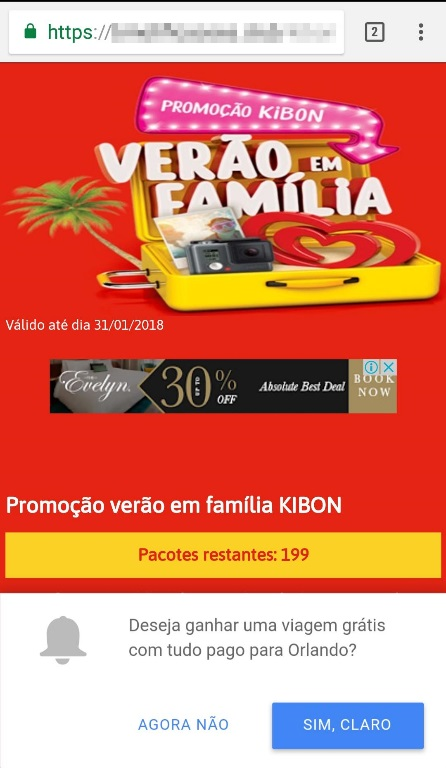 https://
2
PROMOÇÃO KIBON
VERÃO EM
FAMÍLIA
Válido até dia 31/01/2018
Evelyn.
30%
UP TO
OFF
Absolute Best Deal
BOOK
NOW
Promoção verão em família KIBON
Pacotes restantes: 199
Deseja ganhar uma viagem grátis
com tudo pago para Orlando?
AGORA NÃO
SIM, CLARO